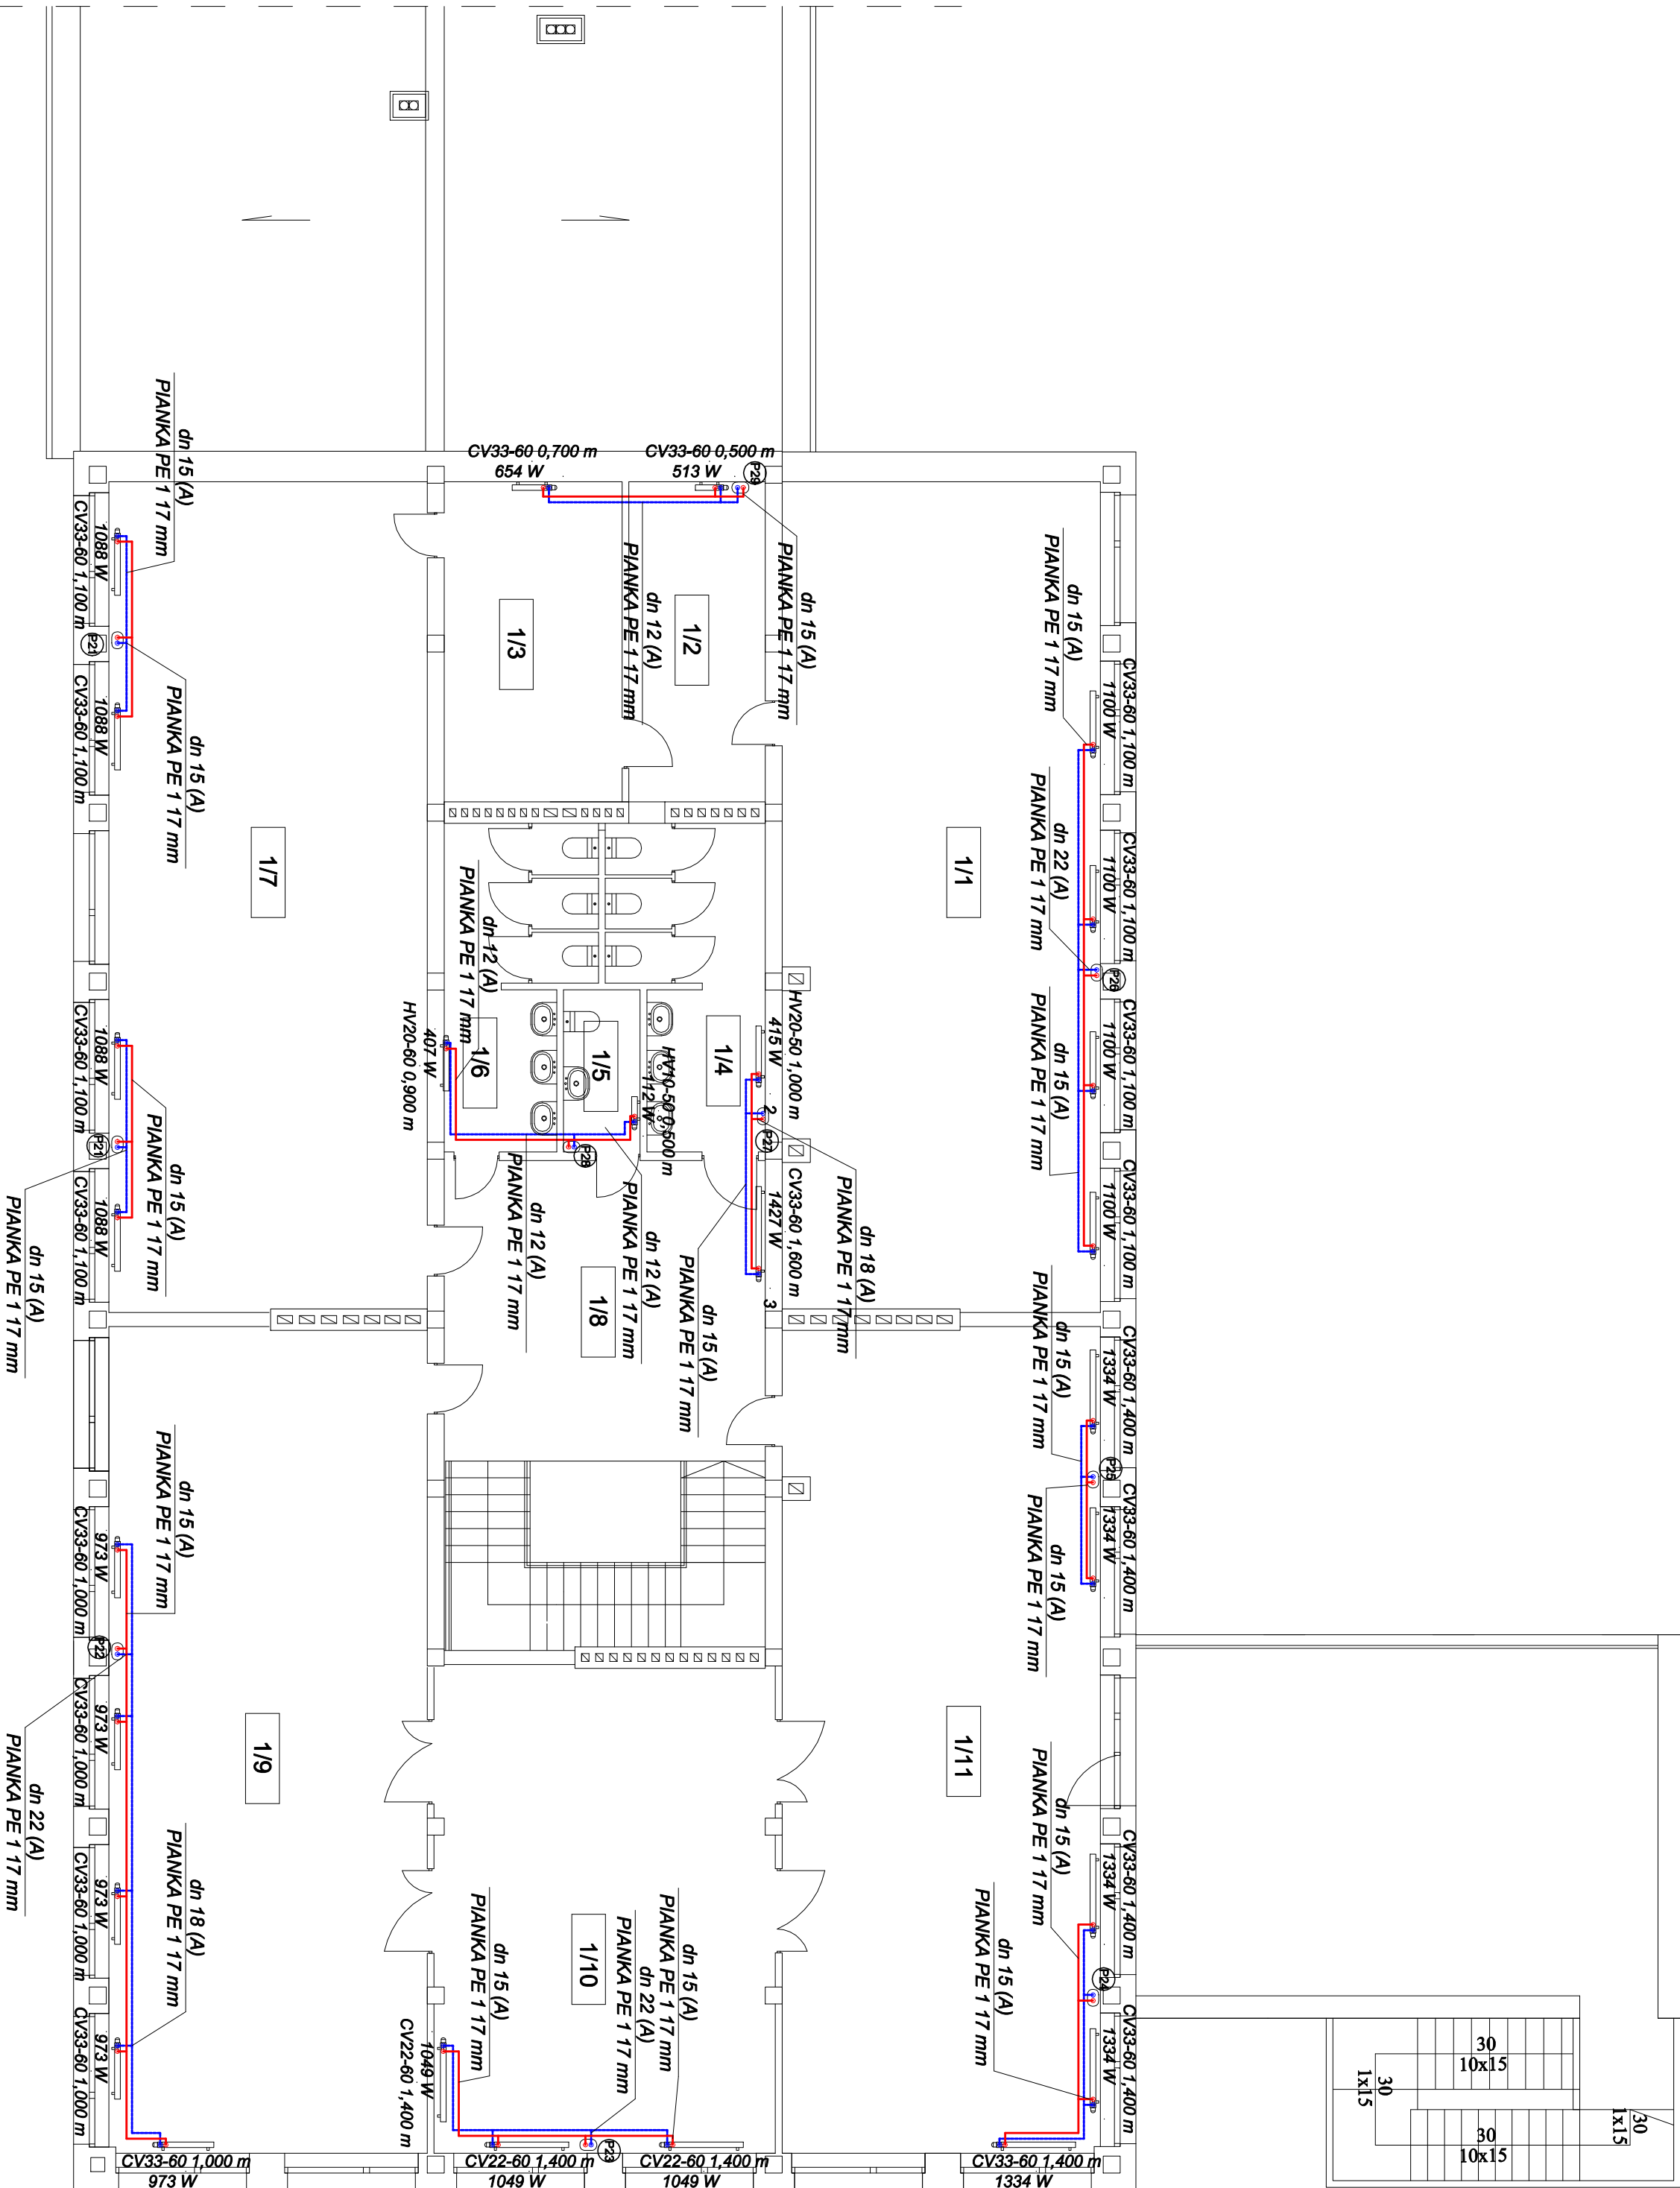 CV33-60 0,700 m
654 W
CV33-60 0,500 m
513 W
P29
dn 15 (A)
PIANKA PE 1 17 mm
CV33-60 1,100 m
1088 W
P21
CV33-60 1,100 m
1088 W
dn 15 (A)
PIANKA PE 1 17 mm
1/7
1/3
1/2
dn 12 (A)
PIANKA PE 1 17 mm
dn 15 (A)
PIANKA PE 1 17 mm
dn 15 (A)
PIANKA PE 1 17 mm
CV33-60 1,100 m
1100 W
CV33-60 1,100 m
1100 W
P26
CV33-60 1,100 m
1100 W
CV33-60 1,100 m
1100 W
dn 22 (A)
PIANKA PE 1 17 mm
dn 15 (A)
PIANKA PE 1 17 mm
1/1
dn 12 (A)
PIANKA PE 1 17 mm
1/6
407 W
HV20-60 0,900 m
1/5
HV10-50 0,500 m
112 W
1/4
HV20-50 1,000 m
415 W
2
P27
P28
CV33-60 1,600 m
1427 W
3
dn 18 (A)
PIANKA PE 1 17 mm
dn 15 (A)
PIANKA PE 1 17 mm
dn 12 (A)
PIANKA PE 1 17 mm
dn 12 (A)
PIANKA PE 1 17 mm
1/8
1088 W
CV33-60 1,100 m
P21
1088 W
CV33-60 1,100 m
dn 15 (A)
PIANKA PE 1 17 mm
dn 15 (A)
PIANKA PE 1 17 mm
CV33-60 1,400 m
1334 W
P25
CV33-60 1,400 m
1334 W
dn 15 (A)
PIANKA PE 1 17 mm
dn 15 (A)
PIANKA PE 1 17 mm
1/11
dn 15 (A)
PIANKA PE 1 17 mm
973 W
CV33-60 1,000 m
P22
973 W
CV33-60 1,000 m
973 W
CV33-60 1,000 m
973 W
CV33-60 1,000 m
dn 22 (A)
PIANKA PE 1 17 mm
dn 18 (A)
PIANKA PE 1 17 mm
1/9
dn 15 (A)
PIANKA PE 1 17 mm
1049 W
CV22-60 1,400 m
1/10
dn 22 (A)
PIANKA PE 1 17 mm
dn 15 (A)
PIANKA PE 1 17 mm
P23
dn 15 (A)
PIANKA PE 1 17 mm
dn 15 (A)
PIANKA PE 1 17 mm
CV33-60 1,400 m
1334 W
P24
CV33-60 1,400 m
1334 W
CV33-60 1,000 m
973 W
CV22-60 1,400 m
1049 W
CV22-60 1,400 m
1049 W
CV33-60 1,400 m
1334 W
30
1x15
30
10x15
30
10x15
30
1x15